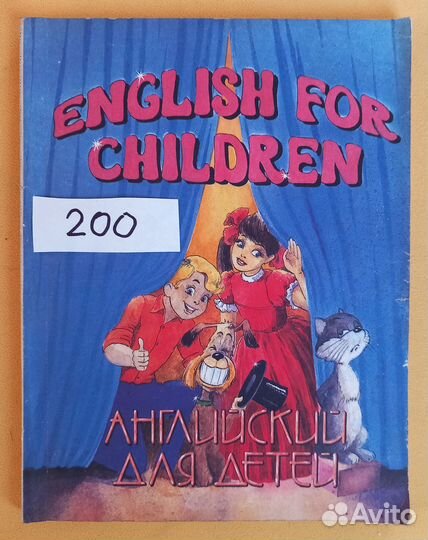 ENGLISH FOR
CHILDREN
200
АНГЛИЙСКИЙ
ДЛЯ ДЕТЕЙ
Avito